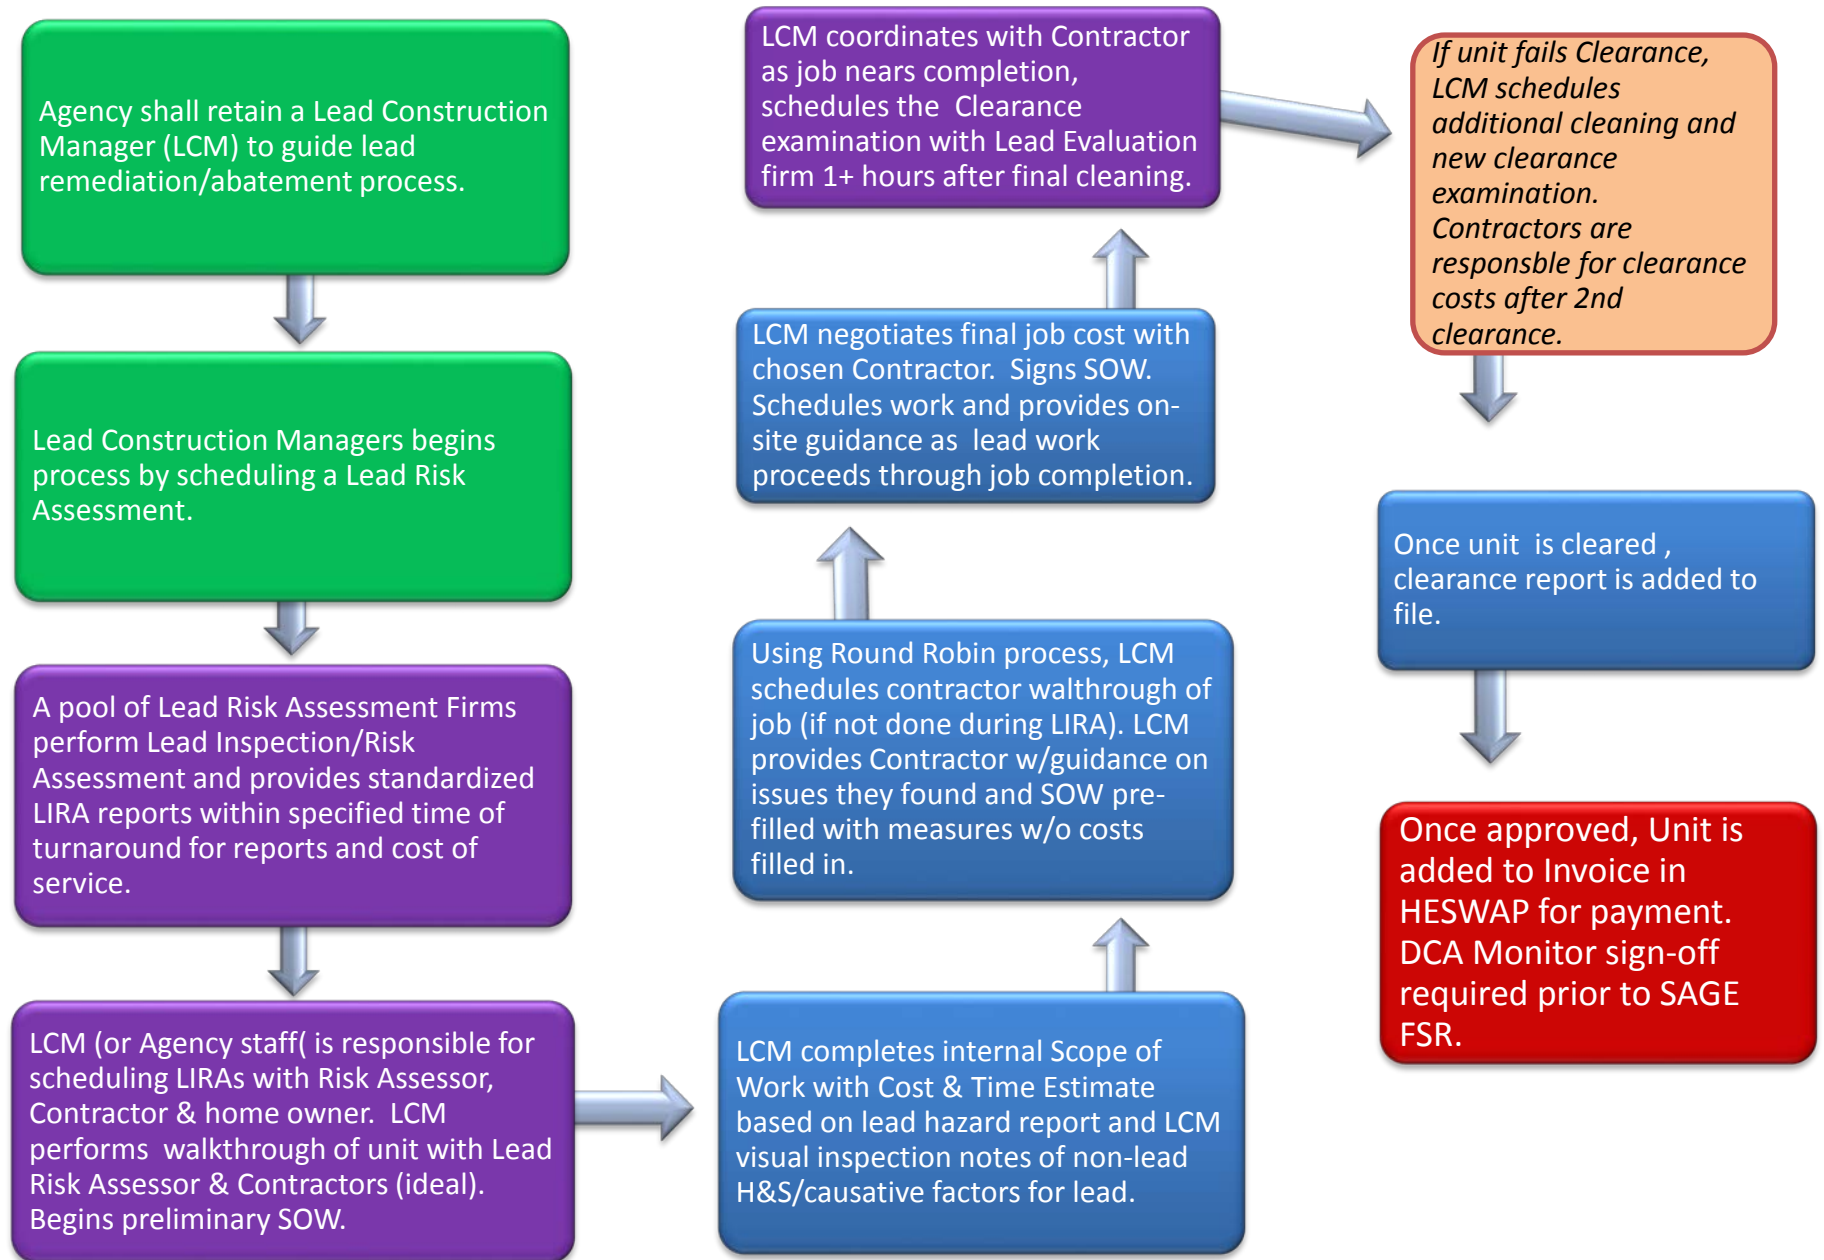 Agency shall retain a Lead Construction
Manager (LCM) to guide lead
remediation/abatement process.
Lead Construction Managers begins
process by scheduling a Lead Risk
Assessment.
A pool of Lead Risk Assessment Firms
perform Lead Inspection/Risk
Assessment and provides standardized
LIRA reports within specified time of
turnaround for reports and cost of
service.
LCM (or Agency staff( is responsible for
scheduling LIRAs with Risk Assessor,
Contractor & home owner.  LCM
performs  walkthrough of unit with Lead
Risk Assessor & Contractors (ideal).
Begins preliminary SOW.
LCM completes internal Scope of
Work with Cost & Time Estimate
based on lead hazard report and LCM
visual inspection notes of non-lead
H&S/causative factors for lead.
Using Round Robin process, LCM
schedules contractor walthrough of
job (if not done during LIRA). LCM
provides Contractor w/guidance on
issues they found and SOW pre-
filled with measures w/o costs
filled in.
LCM negotiates final job cost with
chosen Contractor.  Signs SOW.
Schedules work and provides on-
site guidance as  lead work
proceeds through job completion.
LCM coordinates with Contractor
as job nears completion,
schedules the  Clearance
examination with Lead Evaluation
firm 1+ hours after final cleaning.
If unit fails Clearance,
LCM schedules
additional cleaning and
new clearance
examination.
Contractors are
responsble for clearance
costs after 2nd
clearance.
Once unit  is cleared ,
clearance report is added to
file.
Once approved, Unit is
added to Invoice in
HESWAP for payment.
DCA Monitor sign-off
required prior to SAGE
FSR.